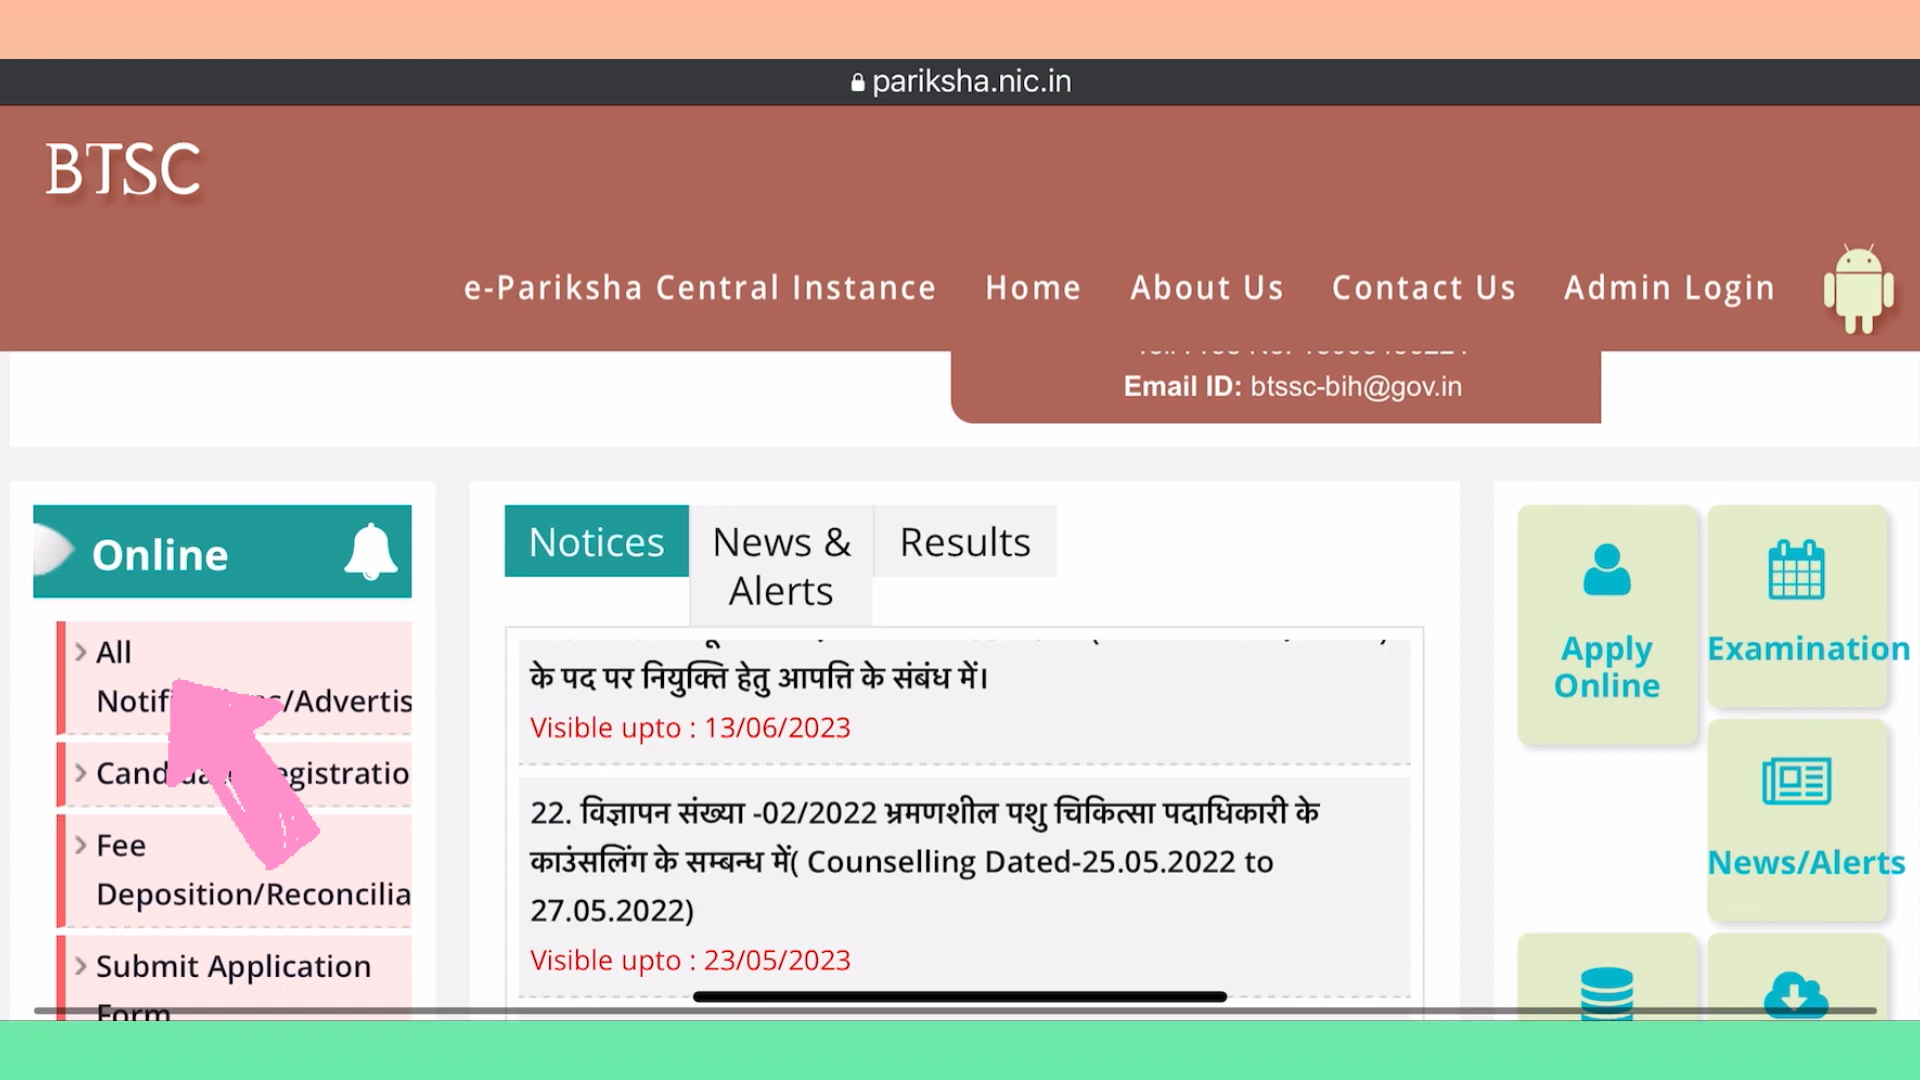 pariksha.nic.in
BTSC
e-Pariksha Central Instance Home About Us Contact Us Admin Login
Email ID: btssc-bih@gov.in
Online
All
/Advertis
Fee
Deposition/Reconcilia
Submit Application
Form
Notices
News &
Alerts
Results
के पद पर नियुक्ति हेतु आपत्ति के संबंध में।
Visible upto : 13/06/2023
22. विज्ञापन संख्या -02/2022 भ्रमणशील पशु चिकित्सा पदाधिकारी के
काउंसलिंग के सम्बन्ध में( Counselling Dated-25.05.2022 to
27.05.2022)
Visible upto : 23/05/2023
Apply
Online
Examination
News/Alerts